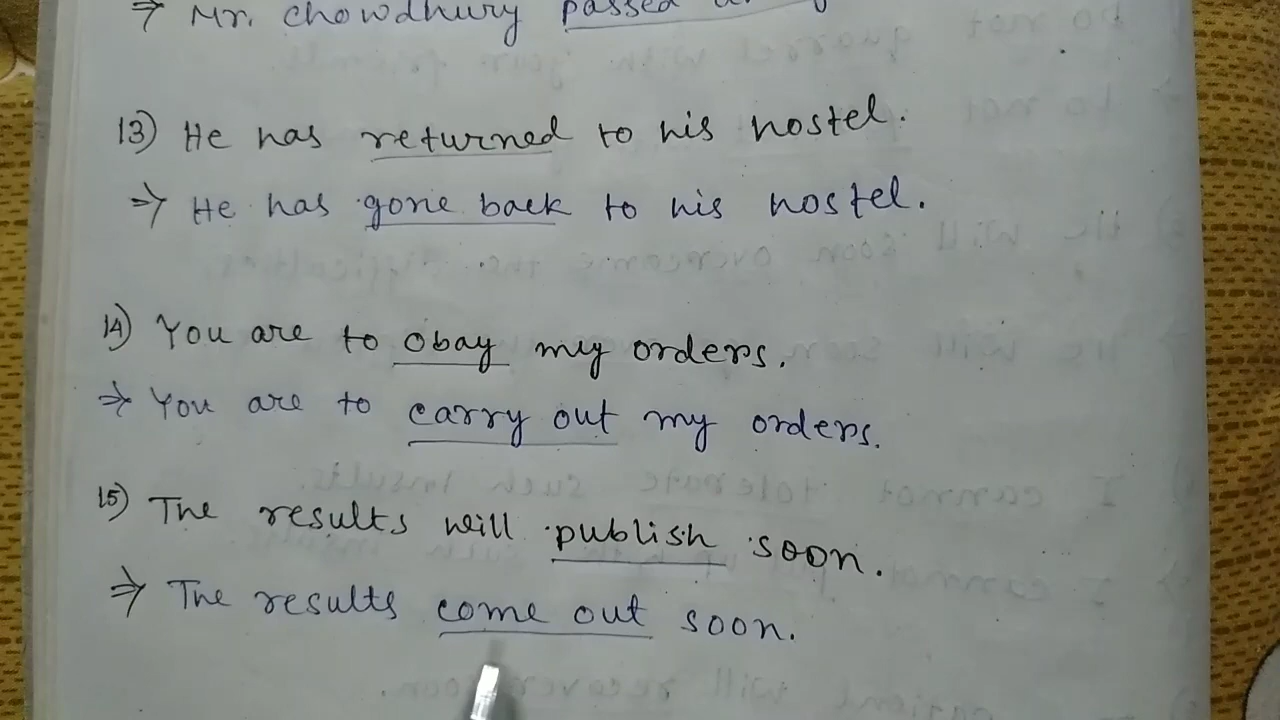 ⇒ Mr. Chowdhury passed
13) He has returned to his hostel.
⇒ He has gone back to his hostel.
14) You are to obay my orders.
⇒ You are to carry out my orders.
15) The results will publish soon.
⇒ The results come out soon.